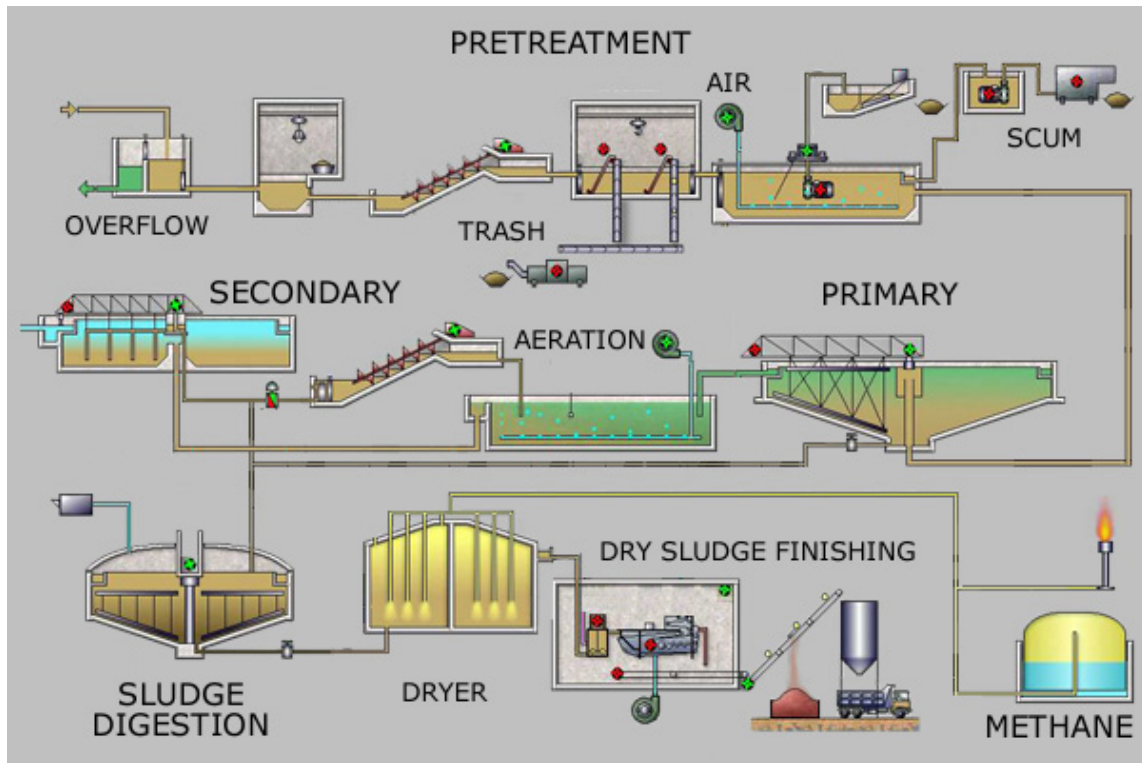 PRETREATMENT
AIR
SCUM
OVERFLOW
TRASH
SECONDARY
PRIMARY
AERATION
DRY SLUDGE FINISHING
SLUDGE
DIGESTION
DRYER
METHANE